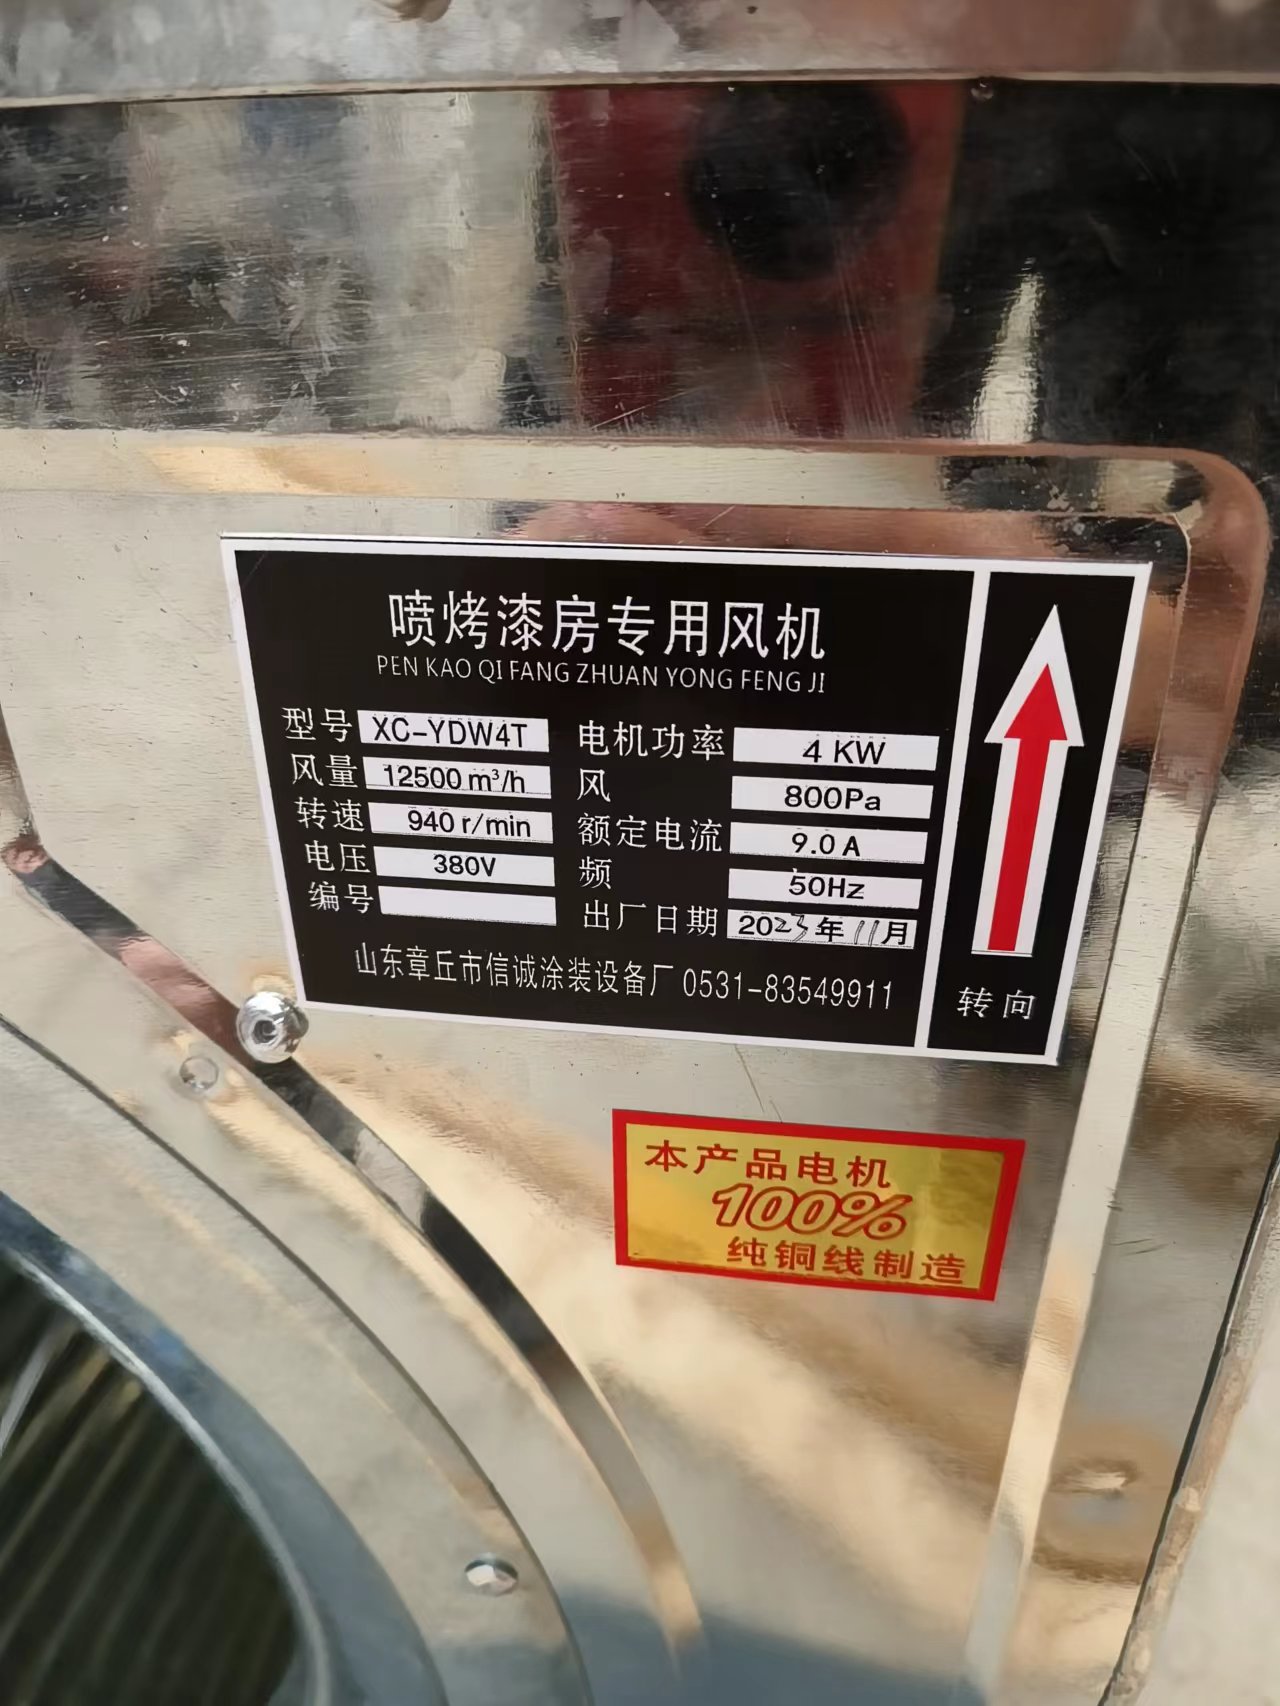 喷烤漆房专用风机
PEN KAO QI FANG ZHUAN YONG FENG JI
型号 XC-YDW4T 电机功率 4 KW
风量 12500 m³/h 风 800Pa
转速 940 r/min 额定电流 9.0 A
电压 380V 频 50Hz
编号 出厂日期 2023年11月
山东章丘市信诚涂装设备厂 0531-83549911
转向
本产品电机
100%
纯铜线制造